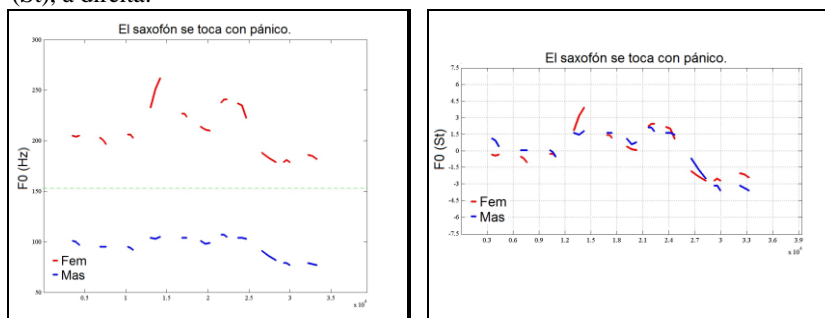 (St), à direita.
El saxofón se toca con pánico.
300
250
200
150
100
50
F0 (Hz)
Fem
Mas
0.5 1 1.5 2 2.5 3 3.5
x 10⁴
El saxofón se toca con pánico.
7.5
6
4.5
3
1.5
0
-1.5
-3
-4.5
-6
-7.5
F0 (St)
Fem
Mas
0.3 0.6 0.9 1.2 1.5 1.8 2.1 2.4 2.7 3 3.3 3.6 3.9